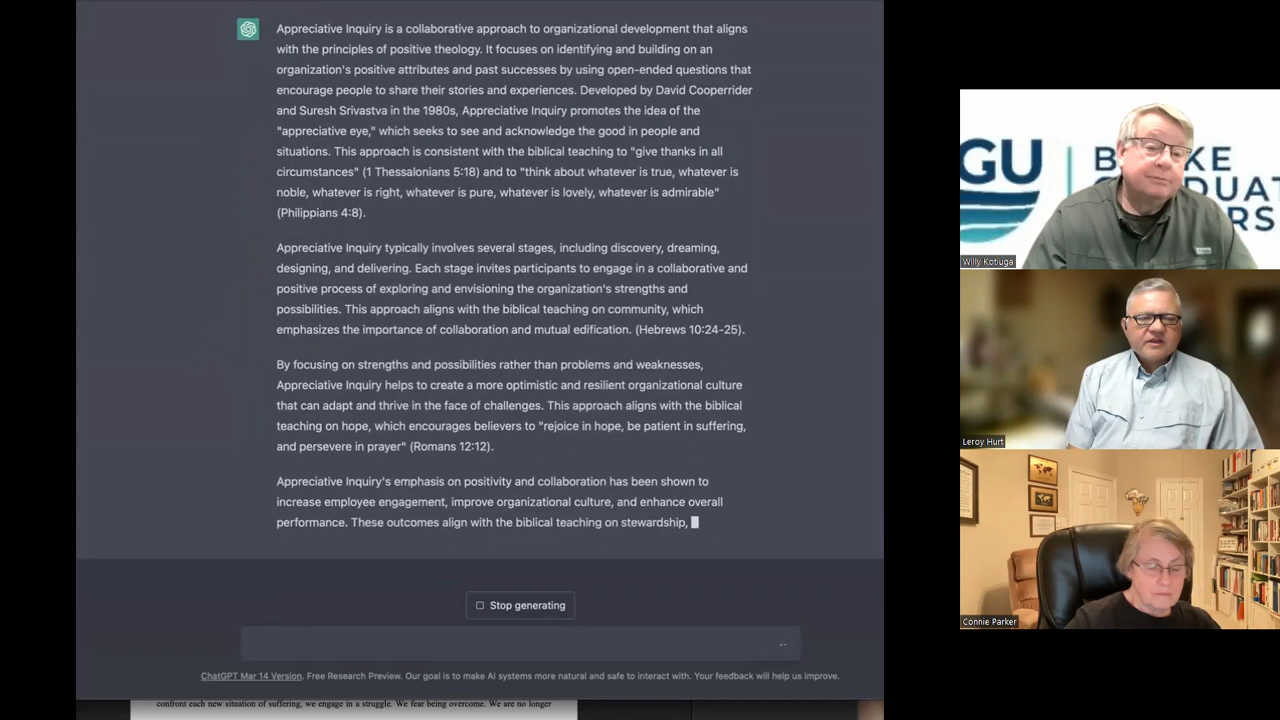 Appreciative Inquiry is a collaborative approach to organizational development that aligns
with the principles of positive theology. It focuses on identifying and building on an
organization's positive attributes and past successes by using open-ended questions that
encourage people to share their stories and experiences. Developed by David Cooperrider
and Suresh Srivastva in the 1980s, Appreciative Inquiry promotes the idea of the
"appreciative eye," which seeks to see and acknowledge the good in people and
situations. This approach is consistent with the biblical teaching to "give thanks in all
circumstances" (1 Thessalonians 5:18) and to "think about whatever is true, whatever is
noble, whatever is right, whatever is pure, whatever is lovely, whatever is admirable"
(Philippians 4:8).
Appreciative Inquiry typically involves several stages, including discovery, dreaming,
designing, and delivering. Each stage invites participants to engage in a collaborative and
positive process of exploring and envisioning the organization's strengths and
possibilities. This approach aligns with the biblical teaching on community, which
emphasizes the importance of collaboration and mutual edification. (Hebrews 10:24-25).
By focusing on strengths and possibilities rather than problems and weaknesses,
Appreciative Inquiry helps to create a more optimistic and resilient organizational culture
that can adapt and thrive in the face of challenges. This approach aligns with the biblical
teaching on hope, which encourages believers to "rejoice in hope, be patient in suffering,
and persevere in prayer" (Romans 12:12).
Appreciative Inquiry's emphasis on positivity and collaboration has been shown to
increase employee engagement, improve organizational culture, and enhance overall
performance. These outcomes align with the biblical teaching on stewardship,
Stop generating
ChatGPT Mar 14 Version. Free Research Preview. Our goal is to make AI systems more natural and safe to interact with. Your feedback will help us improve.
confront each new situation of suffering, we engage in a struggle. We fear being overcome. We are no longer
GU
Willy Kotiuga
Leroy Hurt
Connie Parker